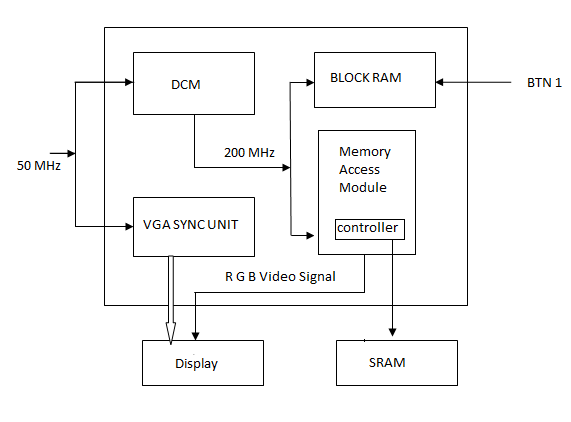 DCM
BLOCK RAM
BTN 1
50 MHz
200 MHz
Memory
Access
Module
controller
VGA SYNC UNIT
R G B Video Signal
Display
SRAM